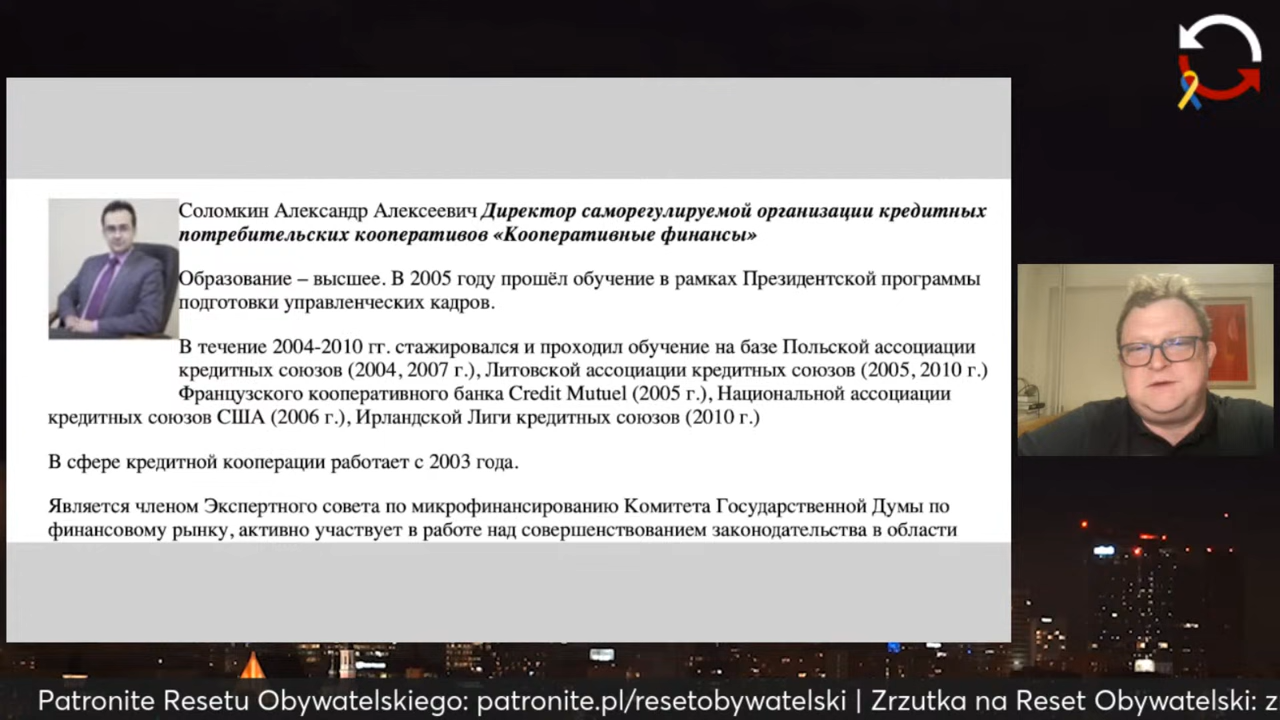 Соломкин Александр Алексеевич Директор саморегулируемой организации кредитных
потребительских кооперативов «Кооперативные финансы»
Образование – высшее. В 2005 году прошёл обучение в рамках Президентской программы
подготовки управленческих кадров.
В течение 2004-2010 гг. стажировался и проходил обучение на базе Польской ассоциации
кредитных союзов (2004, 2007 г.), Литовской ассоциации кредитных союзов (2005, 2010 г.)
Французского кооперативного банка Credit Mutuel (2005 г.), Национальной ассоциации
кредитных союзов США (2006 г.), Ирландской Лиги кредитных союзов (2010 г.)
В сфере кредитной кооперации работает с 2003 года.
Является членом Экспертного совета по микрофинансированию Комитета Государственной Думы по
финансовому рынку, активно участвует в работе над совершенствованием законодательства в области
Patronite Resetu Obywatelskiego: patronite.pl/resetobywatelski | Zrzutka na Reset Obywatelski: z